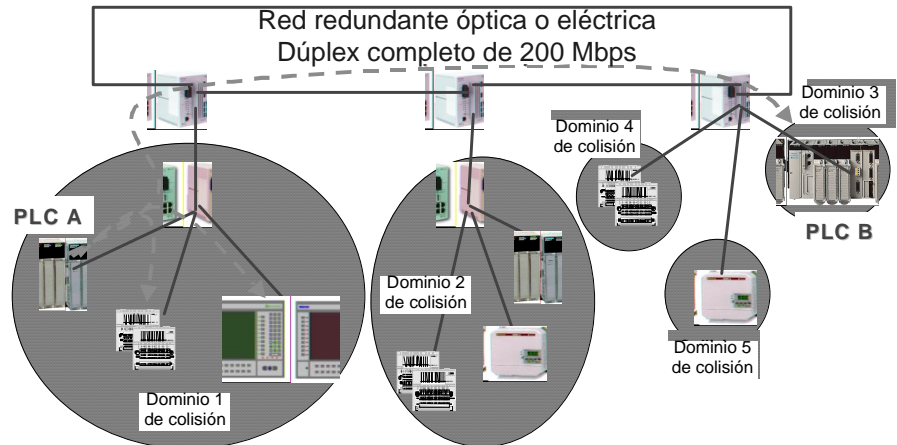 Red redundante óptica o eléctrica
Dúplex completo de 200 Mbps
Dominio 3
de colisión
Dominio 4
de colisión
PLC A
PLC B
Dominio 2
de colisión
Dominio 5
de colisión
Dominio 1
de colisión